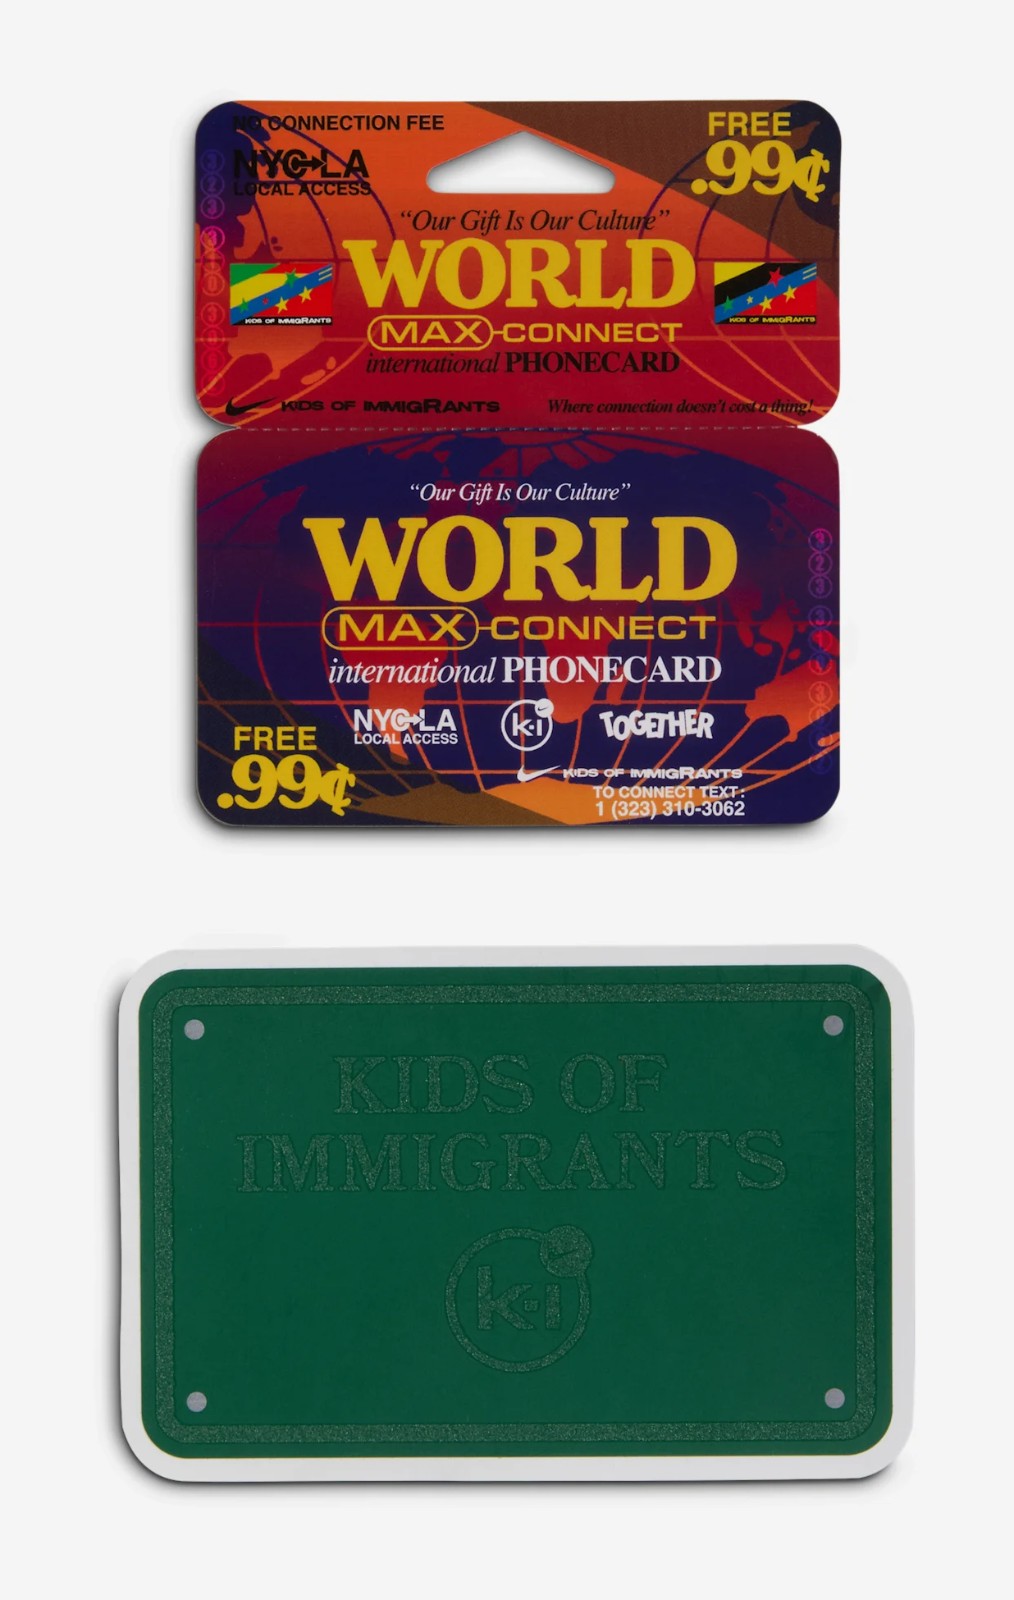 NO CONNECTION FEE
NYC→LA
LOCAL ACCESS
FREE
.99¢
“Our Gift Is Our Culture”
WORLD
MAX-CONNECT
international PHONECARD
KIDS OF IMMIGRANTS
KIDS OF IMMIGRANTS
KIDS OF IMMIGRANTS
Where connection doesn't cost a thing!
“Our Gift Is Our Culture”
WORLD
MAX-CONNECT
international PHONECARD
NYC→LA
LOCAL ACCESS
k•i
TOGETHER
FREE
.99¢
KIDS OF IMMIGRANTS
TO CONNECT TEXT:
1 (323) 310-3062
KIDS OF
IMMIGRANTS
k•i